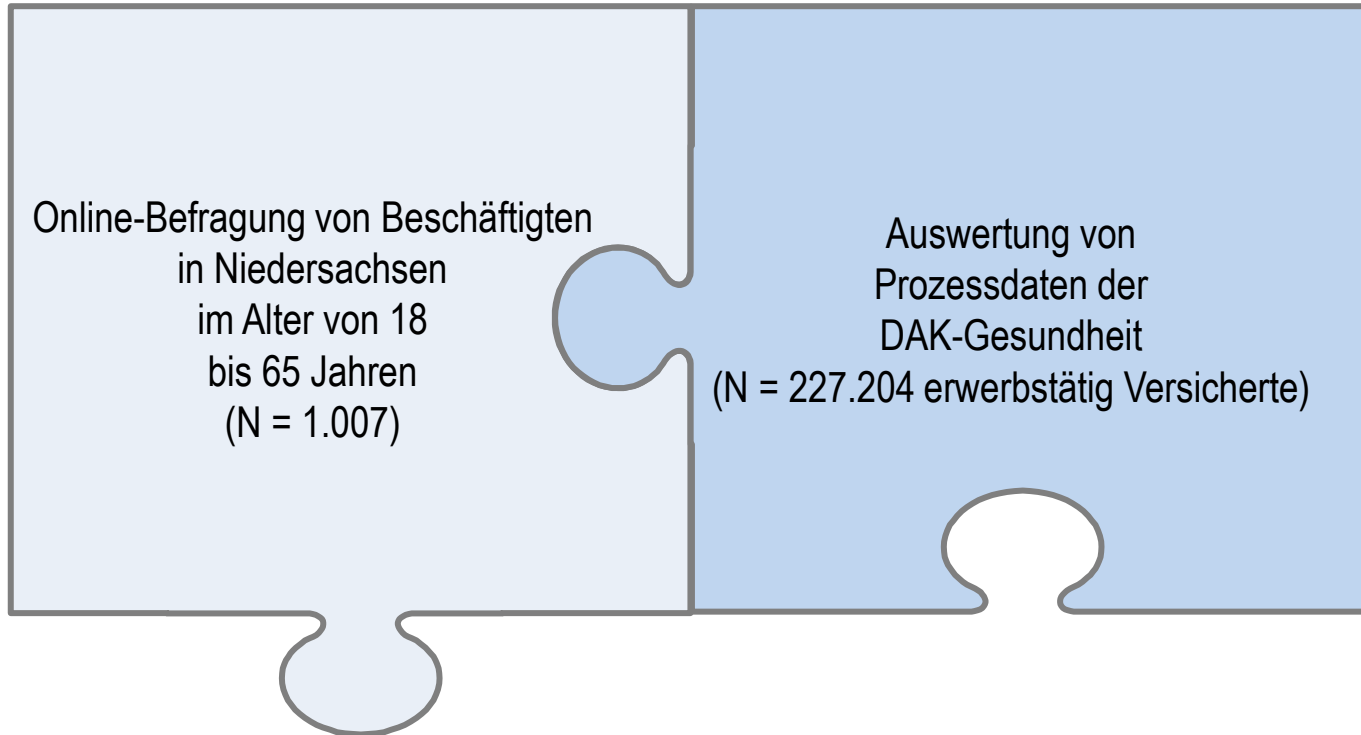 Online-Befragung von Beschäftigten
in Niedersachsen
im Alter von 18
bis 65 Jahren
(N = 1.007)
Auswertung von
Prozessdaten der
DAK-Gesundheit
(N = 227.204 erwerbstätig Versicherte)